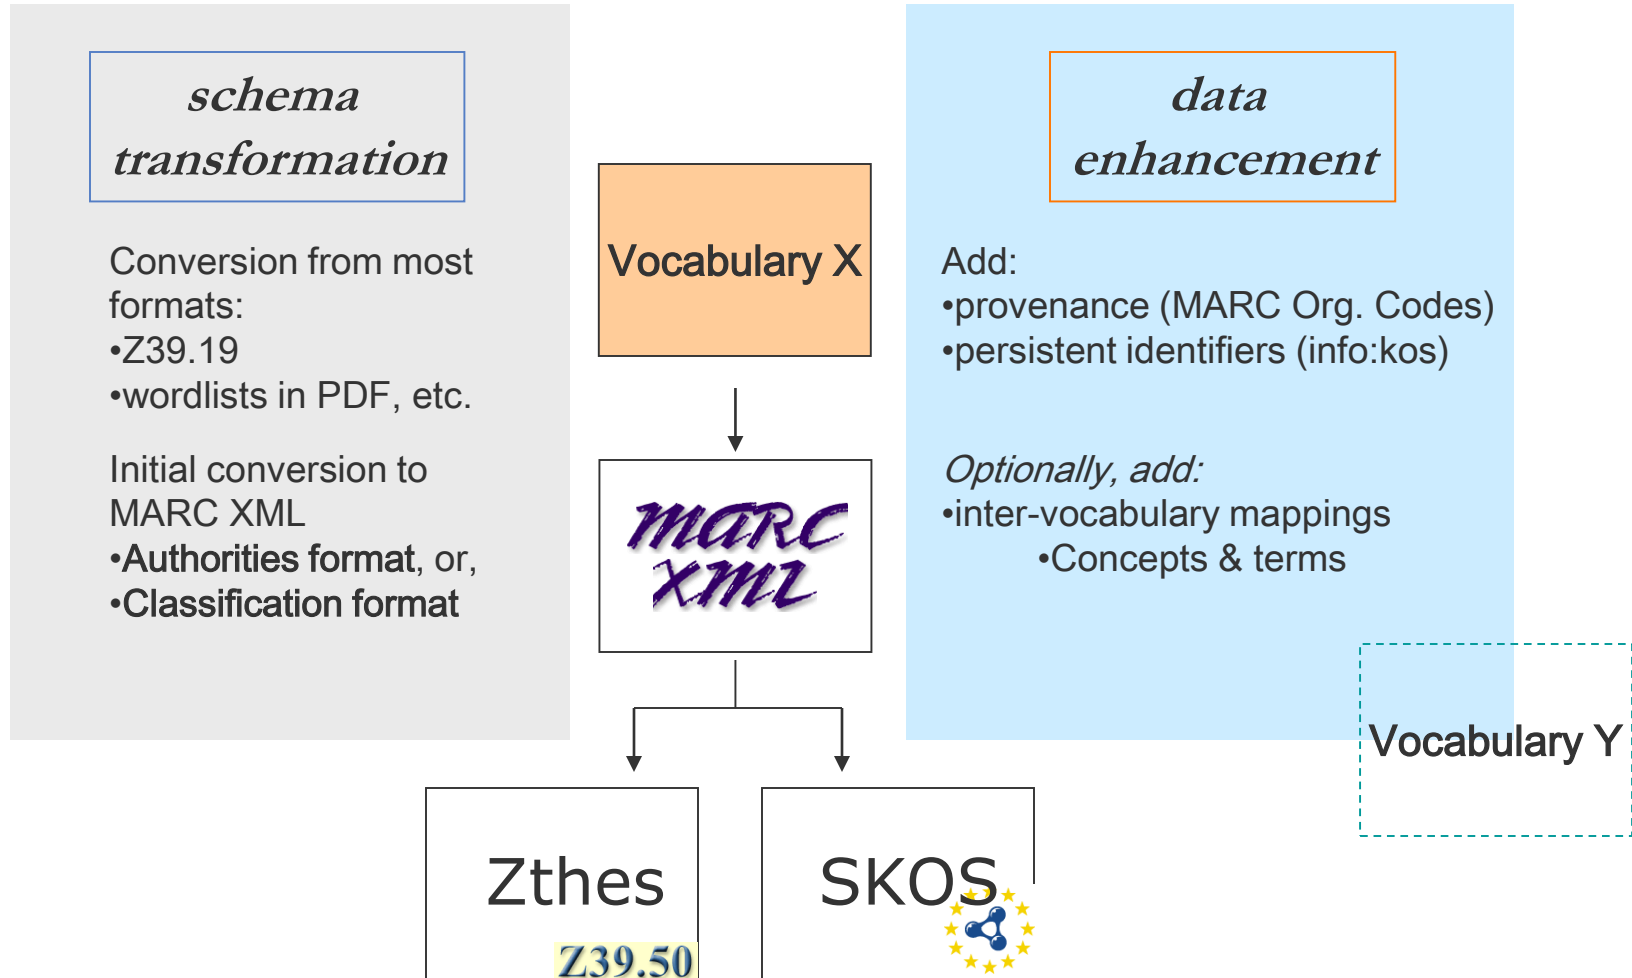 schema
transformation
Conversion from most
formats:
•Z39.19
•wordlists in PDF, etc.
Initial conversion to
MARC XML
•Authorities format, or,
•Classification format
Vocabulary X
MARC
XML
Zthes
Z39.50
SKOS
data
enhancement
Add:
•provenance (MARC Org. Codes)
•persistent identifiers (info:kos)
Optionally, add:
•inter-vocabulary mappings
•Concepts & terms
Vocabulary Y